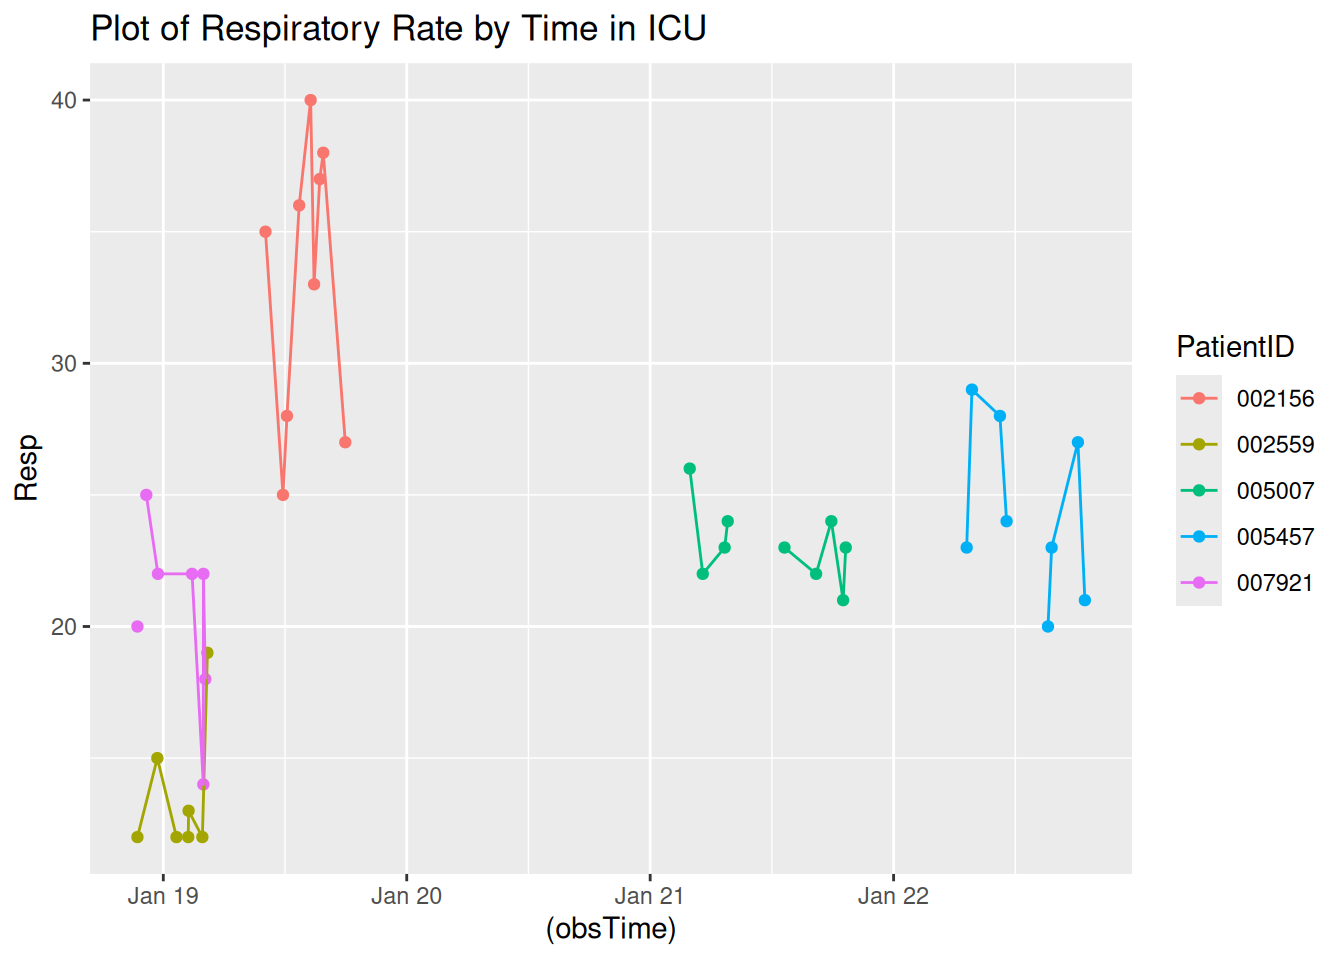 Plot of Respiratory Rate by Time in ICU
40
30
20
Resp
Jan 19
Jan 20
Jan 21
Jan 22
(obsTime)
PatientID
002156
002559
005007
005457
007921